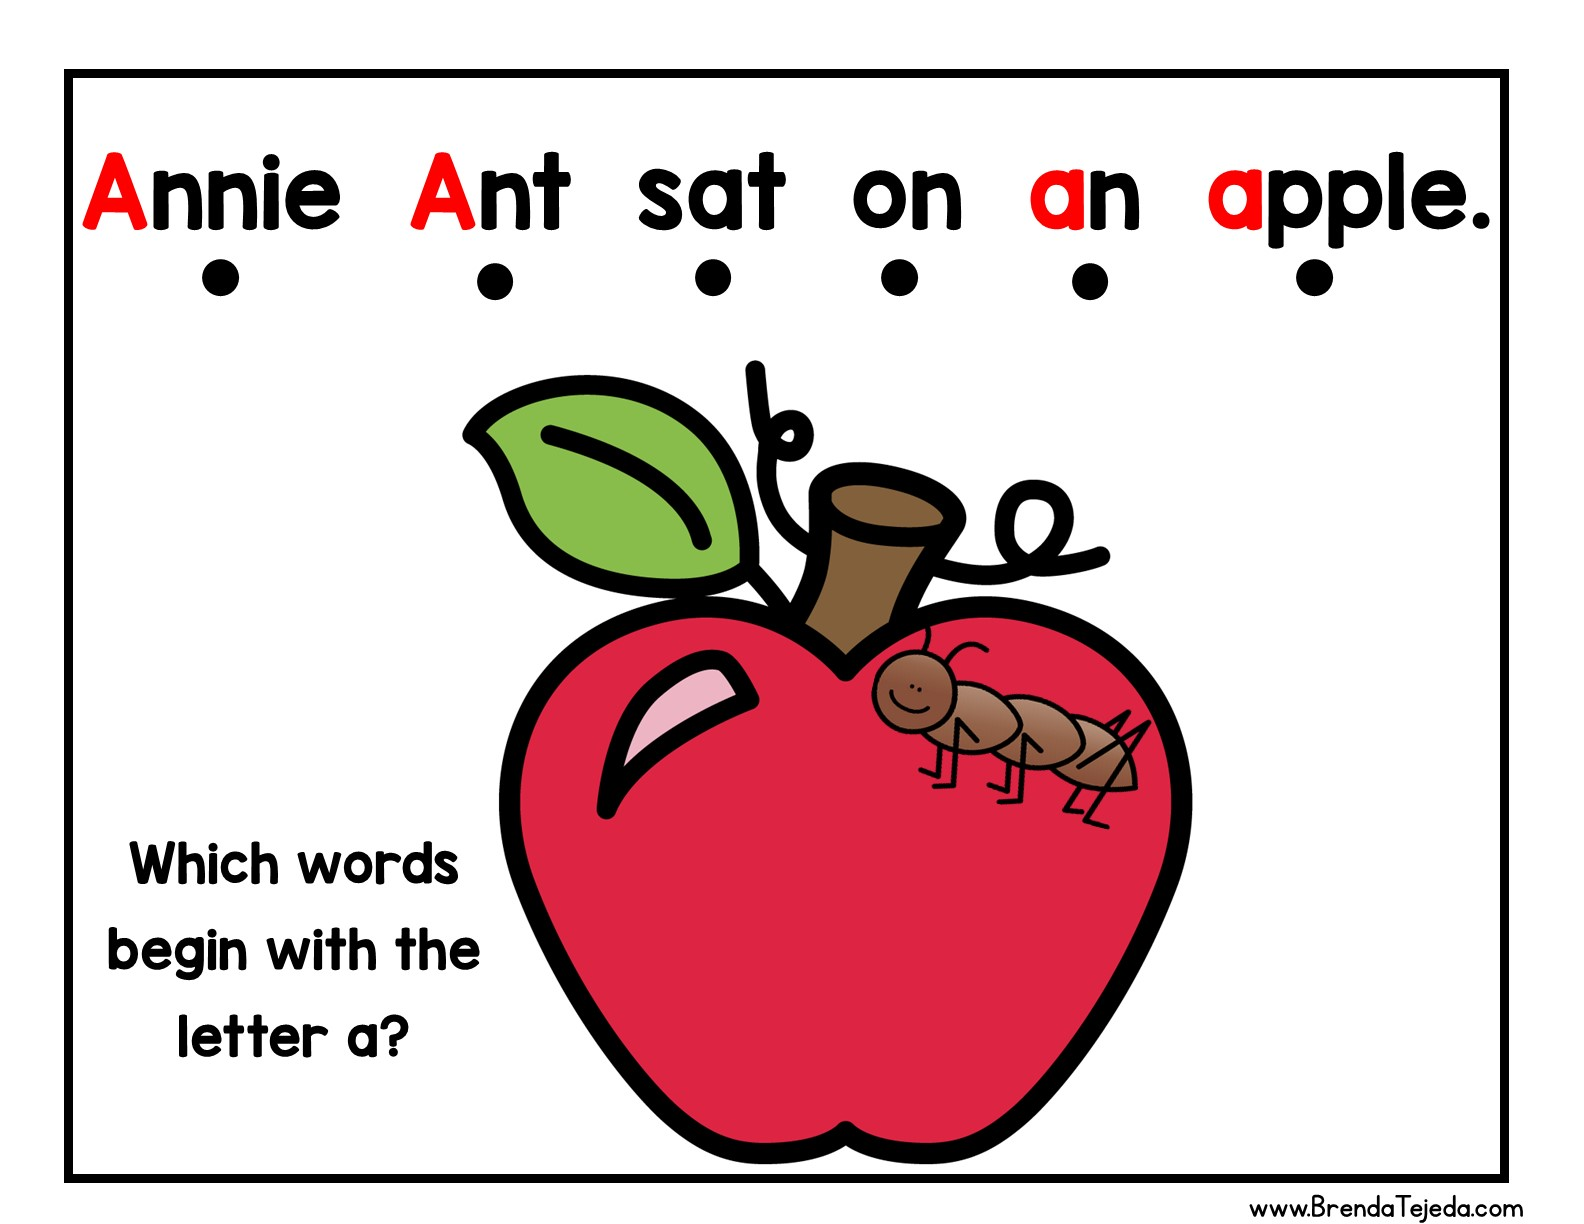 Annie Ant sat on an apple.
Which words
begin with the
letter a?
www.BrendaTejeda.com